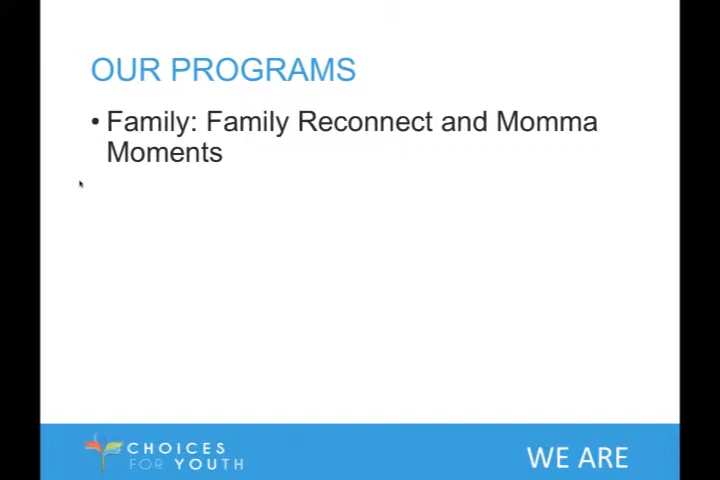 OUR PROGRAMS
• Family: Family Reconnect and Momma
Moments
CHOICES
FOR YOUTH
WE ARE